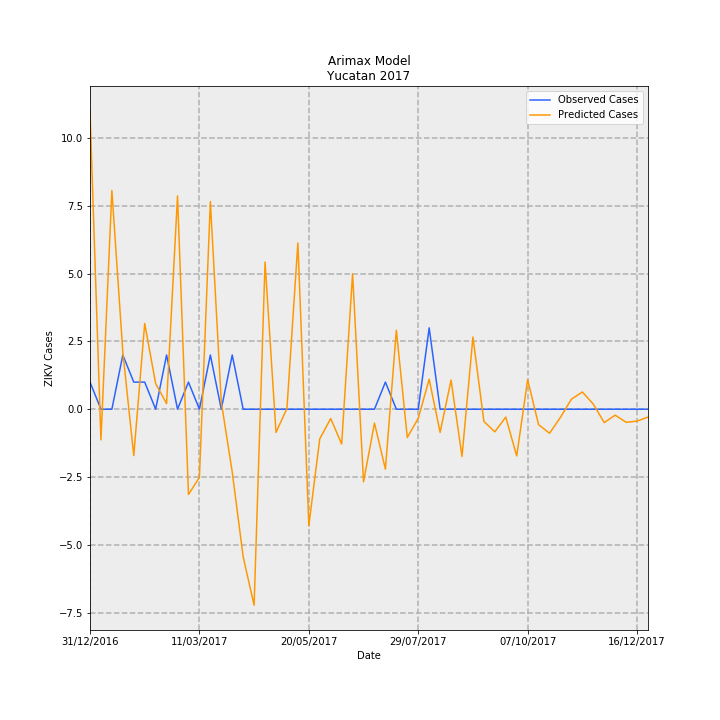 Arimax Model
Yucatan 2017
Observed Cases
Predicted Cases
10.0
7.5
5.0
2.5
0.0
−2.5
−5.0
−7.5
ZIKV Cases
31/12/2016 11/03/2017 20/05/2017 29/07/2017 07/10/2017 16/12/2017
Date